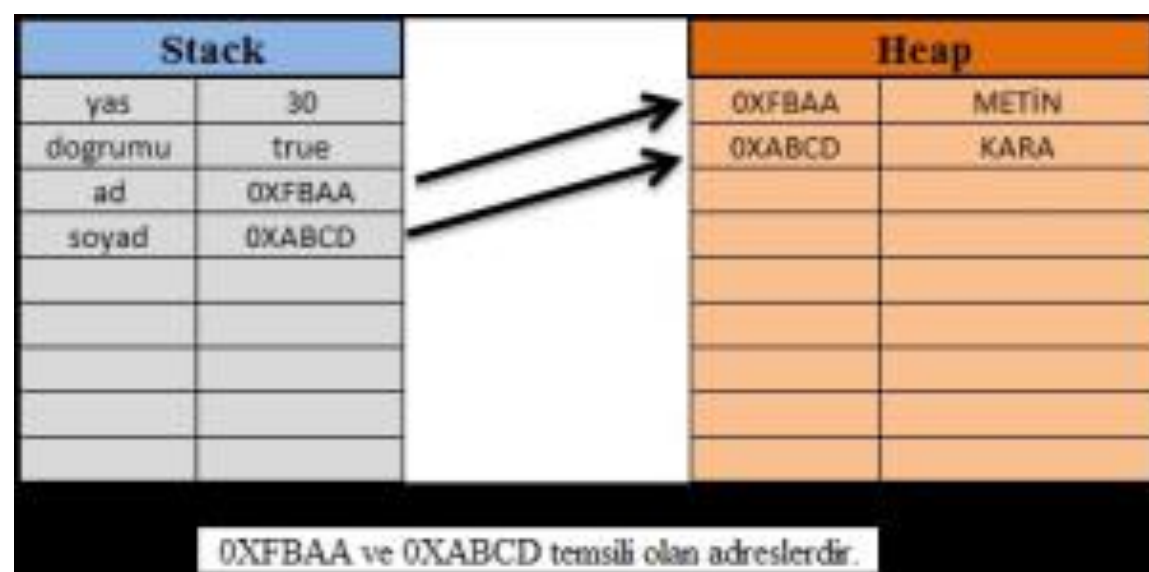 Stack Heap
yas 30 0XFBAA METİN
dogrumu true 0XABCD KARA
ad 0XFBAA
soyad 0XABCD
0XFBAA ve 0XABCD temsili olan adreslerdir.